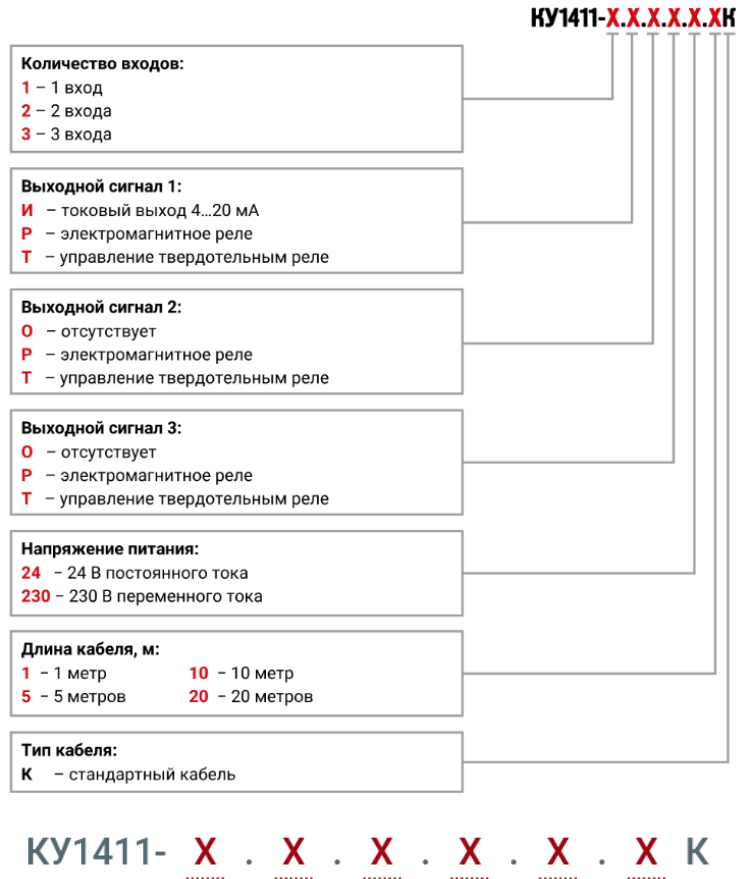 КУ1411-X.X.X.X.X.XК
Количество входов:
1 – 1 вход
2 – 2 входа
3 – 3 входа
Выходной сигнал 1:
И – токовый выход 4...20 мА
Р – электромагнитное реле
Т – управление твердотельным реле
Выходной сигнал 2:
О – отсутствует
Р – электромагнитное реле
Т – управление твердотельным реле
Выходной сигнал 3:
О – отсутствует
Р – электромагнитное реле
Т – управление твердотельным реле
Напряжение питания:
24 – 24 В постоянного тока
230 – 230 В переменного тока
Длина кабеля, м:
1 – 1 метр 10 – 10 метр
5 – 5 метров 20 – 20 метров
Тип кабеля:
К – стандартный кабель
КУ1411- X . X . X . X . X . X К